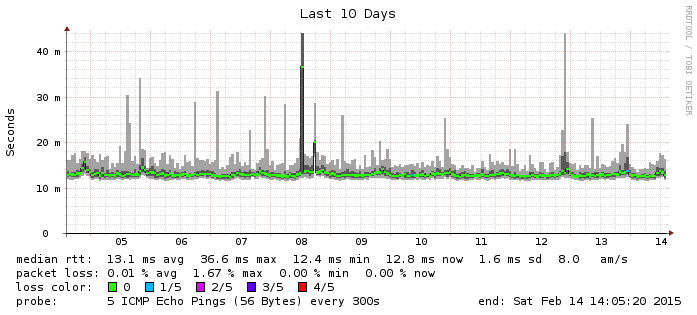 Last 10 Days
RRDTOOL / TOBI OETIKER
Seconds
40 m
30 m
20 m
10 m
0
05 06 07 08 09 10 11 12 13 14
median rtt: 13.1 ms avg 36.6 ms max 12.4 ms min 12.8 ms now 1.6 ms sd 8.0 am/s
packet loss: 0.01 % avg 1.67 % max 0.00 % min 0.00 % now
loss color: 0 1/5 2/5 3/5 4/5
probe: 5 ICMP Echo Pings (56 Bytes) every 300s end: Sat Feb 14 14:05:20 2015